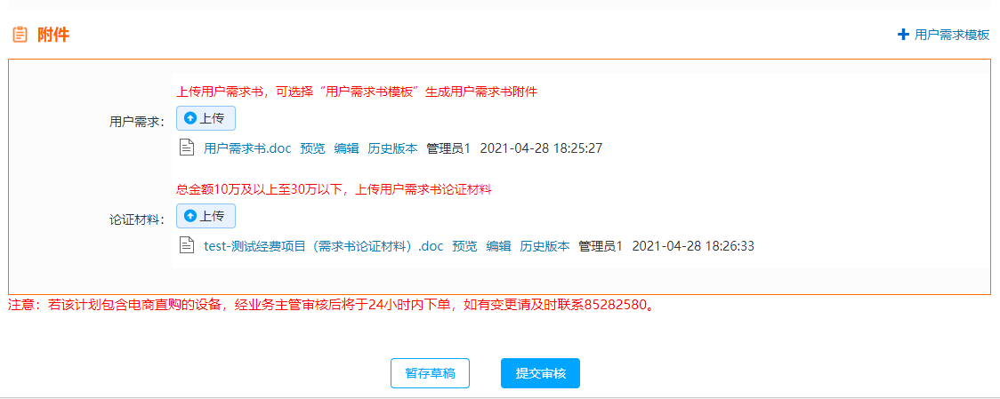 附件
用户需求模板
上传用户需求书，可选择“用户需求书模板”生成用户需求书附件
用户需求：
上传
用户需求书.doc 预览 编辑 历史版本 管理员1 2021-04-28 18:25:27
总金额10万及以上至30万以下，上传用户需求书论证材料
论证材料：
上传
test-测试经费项目（需求书论证材料）.doc 预览 编辑 历史版本 管理员1 2021-04-28 18:26:33
注意：若该计划包含电商直购的设备，经业务主管审核后将于24小时内下单，如有变更请及时联系85282580。
暂存草稿
提交审核